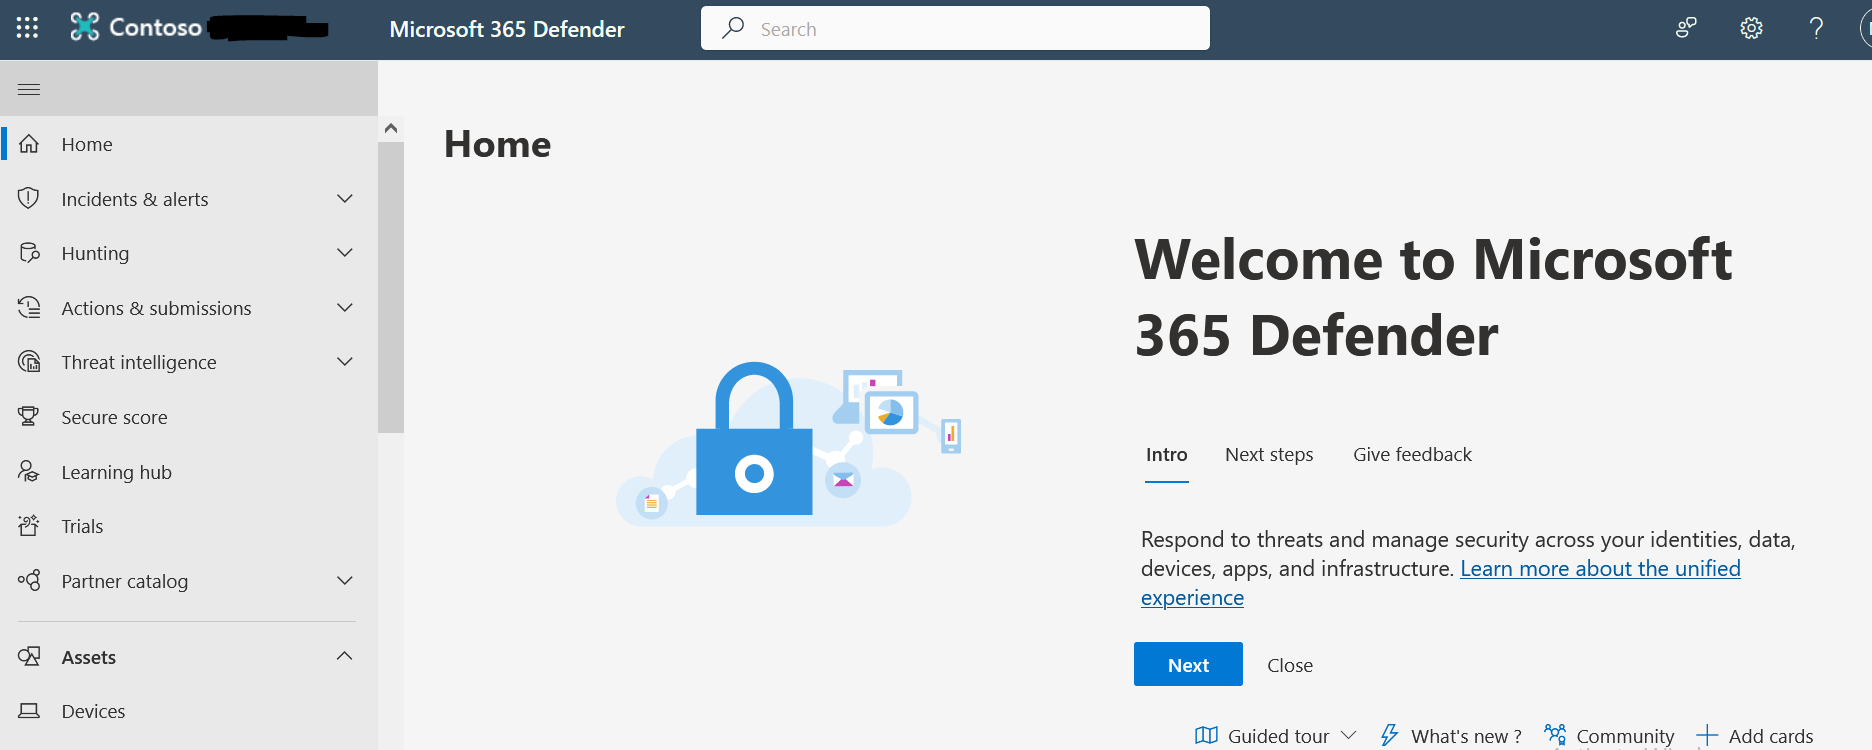 Contoso
Microsoft 365 Defender
Search
Home
Incidents & alerts
Hunting
Actions & submissions
Threat intelligence
Secure score
Learning hub
Trials
Partner catalog
Assets
Devices
Home
Welcome to Microsoft
365 Defender
Intro Next steps Give feedback
Respond to threats and manage security across your identities, data,
devices, apps, and infrastructure. Learn more about the unified
experience
Next Close
Guided tour What's new ? Community Add cards